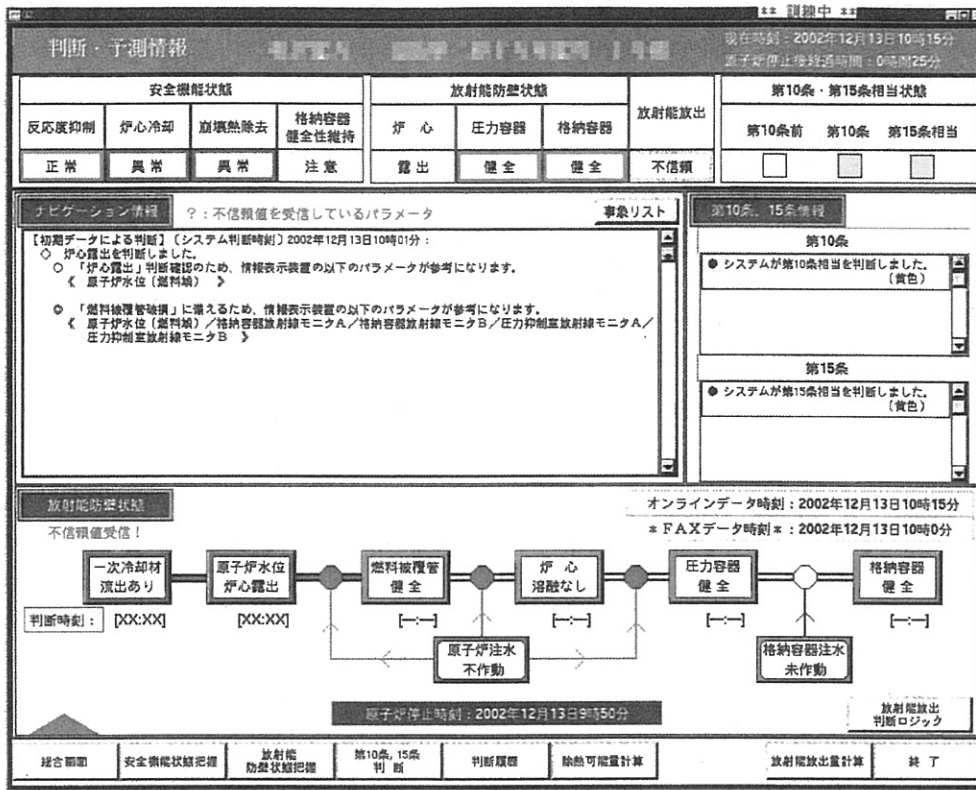 ** 訓練中 **
判断・予測情報
現在時刻：2002年12月13日10時15分
原子炉停止後経過時間：0時間25分
安全機能状態
放射能防壁状態
放射能放出
第10条・第15条相当状態
反応度抑制
炉心冷却
崩壊熱除去
格納容器
健全性維持
炉 心
圧力容器
格納容器
第10条前
第10条
第15条相当
正常
異常
異常
注意
露出
健全
健全
不信頼
ナビゲーション情報
?：不信頼値を受信しているパラメータ
事象リスト
第10条、15条情報
【初期データによる判断】〔システム判断時刻〕2002年12月13日10時01分：
◇ 炉心露出を判断しました。
○ 「炉心露出」判断確認のため、情報表示装置の以下のパラメータが参考になります。
《 原子炉水位〔燃料域〕 》
◎ 「燃料被覆管破損」に備えるため、情報表示装置の以下のパラメータが参考になります。
《 原子炉水位〔燃料域〕／格納容器放射線モニタA／格納容器放射線モニタB／圧力抑制室放射線モニタA／
圧力抑制室放射線モニタB 》
第10条
● システムが第10条相当を判断しました。
（黄色）
第15条
● システムが第15条相当を判断しました。
（黄色）
放射能防壁状態
不信頼値受信！
オンラインデータ時刻：2002年12月13日10時15分
＊FAXデータ時刻＊：2002年12月13日10時0分
一次冷却材
流出あり
原子炉水位
炉心露出
燃料被覆管
健全
炉 心
溶融なし
圧力容器
健全
格納容器
健全
判断時刻：
[XX:XX]
[XX:XX]
[--:--]
[--:--]
[--:--]
[--:--]
原子炉注水
不作動
格納容器注水
未作動
原子炉停止時刻：2002年12月13日9時50分
放射能放出
判断ロジック
総合画面
安全機能状態把握
放射能
防壁状態把握
第10条,15条
判 断
判断履歴
除熱可能量計算
放射能放出量計算
終 了